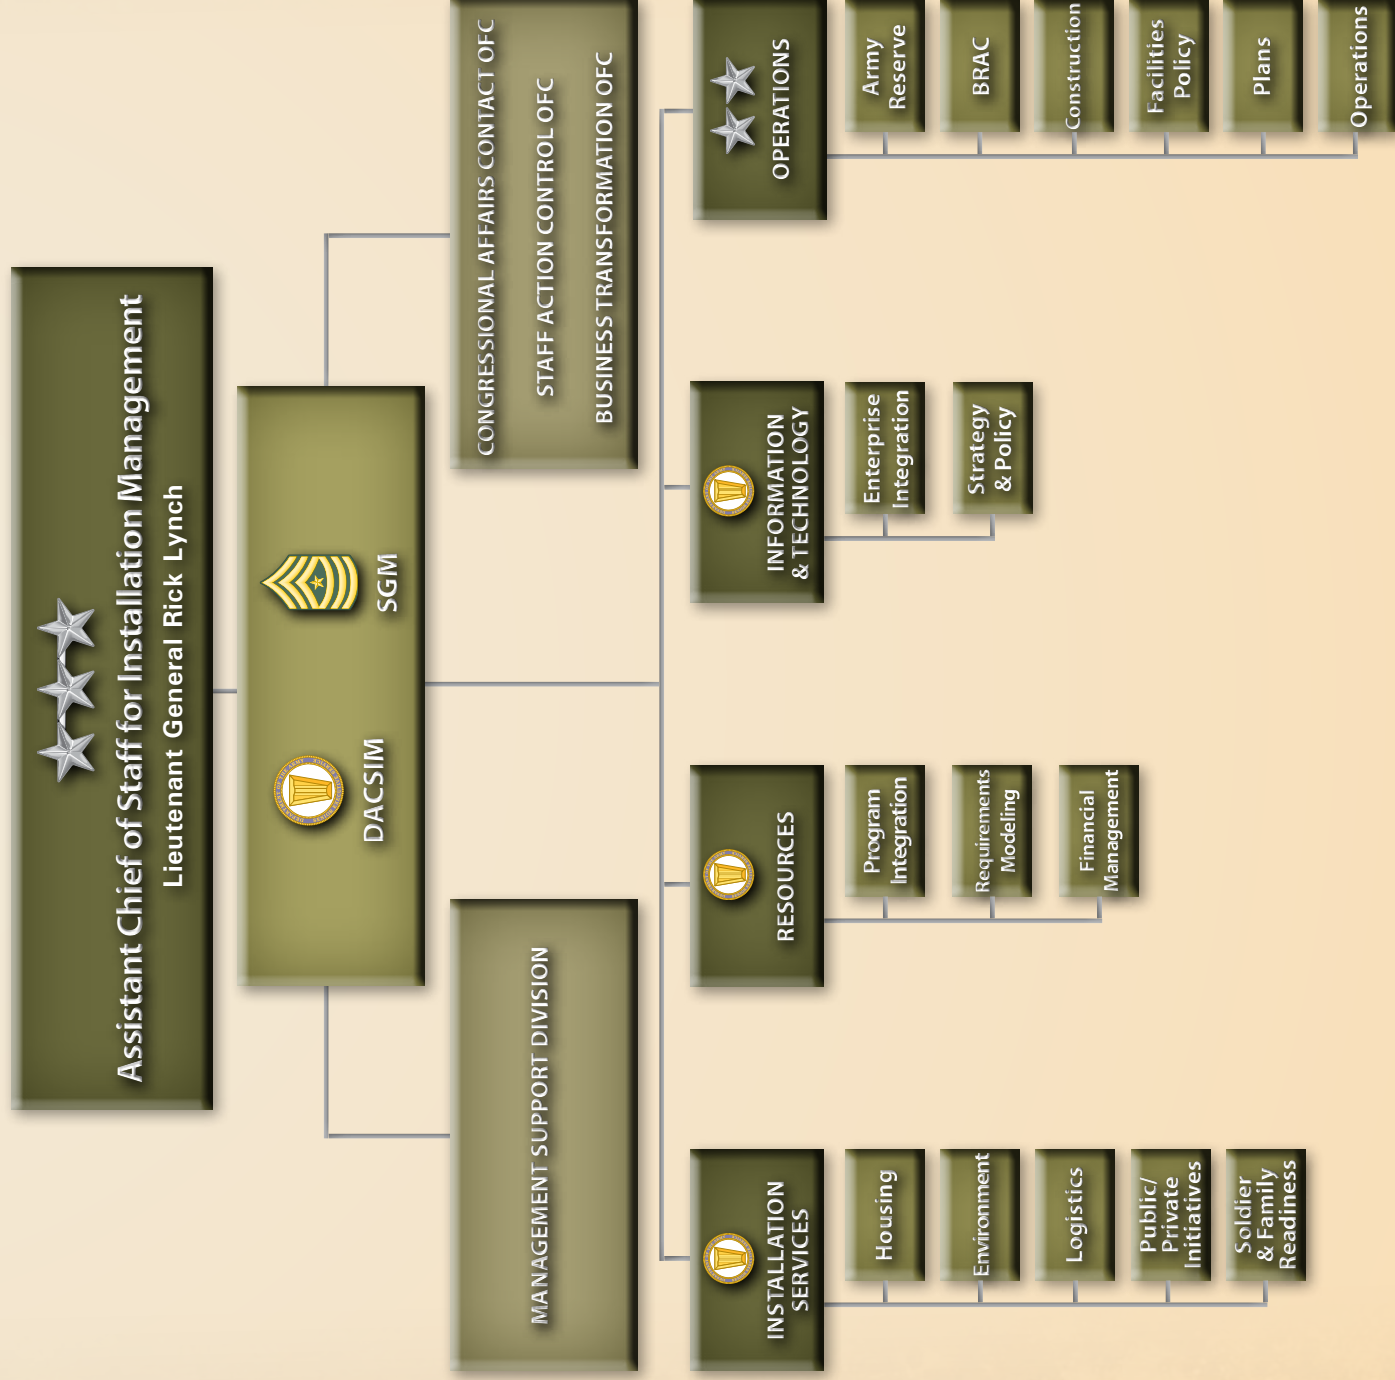 Assistant Chief of Staff for Installation Management
Lieutenant General Rick Lynch
DACSIM
SGM
MANAGEMENT SUPPORT DIVISION
CONGRESSIONAL AFFAIRS CONTACT OFC
STAFF ACTION CONTROL OFC
BUSINESS TRANSFORMATION OFC
INSTALLATION
SERVICES
Housing
Environment
Logistics
Public/
Private
Initiatives
Soldier
& Family
Readiness
RESOURCES
Program
Integration
Requirements
Modeling
Financial
Management
INFORMATION
& TECHNOLOGY
Enterprise
Integration
Strategy
& Policy
OPERATIONS
Army
Reserve
BRAC
Construction
Facilities
Policy
Plans
Operations